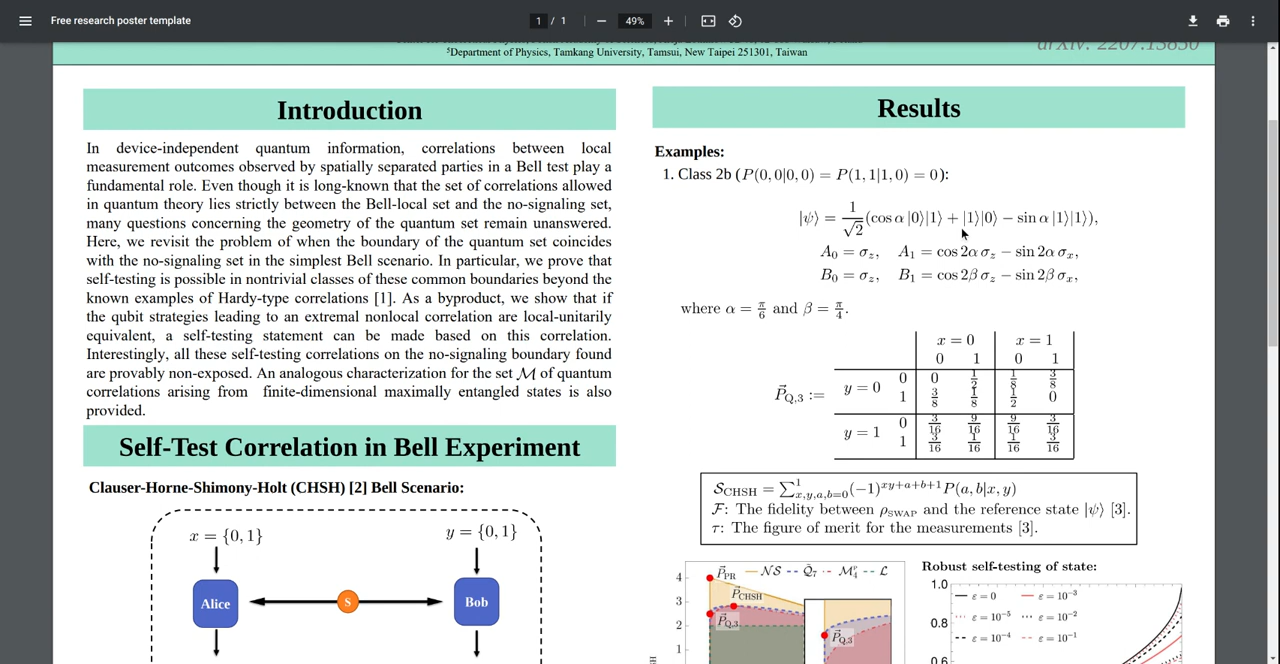 Free research poster template
1 / 1
49%
⁵Department of Physics, Tamkang University, Tamsui, New Taipei 251301, Taiwan
arXiv: 2207.13850
Introduction
In device-independent quantum information, correlations between local
measurement outcomes observed by spatially separated parties in a Bell test play a
fundamental role. Even though it is long-known that the set of correlations allowed
in quantum theory lies strictly between the Bell-local set and the no-signaling set,
many questions concerning the geometry of the quantum set remain unanswered.
Here, we revisit the problem of when the boundary of the quantum set coincides
with the no-signaling set in the simplest Bell scenario. In particular, we prove that
self-testing is possible in nontrivial classes of these common boundaries beyond the
known examples of Hardy-type correlations [1]. As a byproduct, we show that if
the qubit strategies leading to an extremal nonlocal correlation are local-unitarily
equivalent, a self-testing statement can be made based on this correlation.
Interestingly, all these self-testing correlations on the no-signaling boundary found
are provably non-exposed. An analogous characterization for the set ℳ of quantum
correlations arising from finite-dimensional maximally entangled states is also
provided.
Self-Test Correlation in Bell Experiment
Clauser-Horne-Shimony-Holt (CHSH) [2] Bell Scenario:
x = {0,1}
y = {0,1}
Alice
S
Bob
Results
Examples:
1. Class 2b (P(0,0|0,0) = P(1,1|1,0) = 0):
|ψ⟩ = 1/√2 (cos α |0⟩|1⟩ + |1⟩|0⟩ − sin α |1⟩|1⟩),
A₀ = σ_z, A₁ = cos 2α σ_z − sin 2α σ_x,
B₀ = σ_z, B₁ = cos 2β σ_z − sin 2β σ_x,
where α = π/6 and β = π/4.
x = 0 x = 1
0 1 0 1
P⃗_Q,3 :=
y = 0 0 0 1/2 1/8 3/8
1 3/8 1/8 1/2 0
y = 1 0 3/16 9/16 9/16 3/16
1 3/16 1/16 1/16 3/16
𝒮_CHSH = ∑¹_x,y,a,b=0 (−1)^xy+a+b+1 P(a, b|x, y)
ℱ: The fidelity between ρ_SWAP and the reference state |ψ⟩ [3].
τ: The figure of merit for the measurements [3].
P⃗_PR 𝒩𝒮 𝒬̃₇ ℳ₄^p ℒ
4
P⃗_CHSH
3
P⃗_Q,3
P⃗_Q,3
2
1
Robust self-testing of state:
1.0
ε = 0 ε = 10⁻³
ε = 10⁻⁵ ε = 10⁻²
0.8
ε = 10⁻⁴ ε = 10⁻¹
0.6